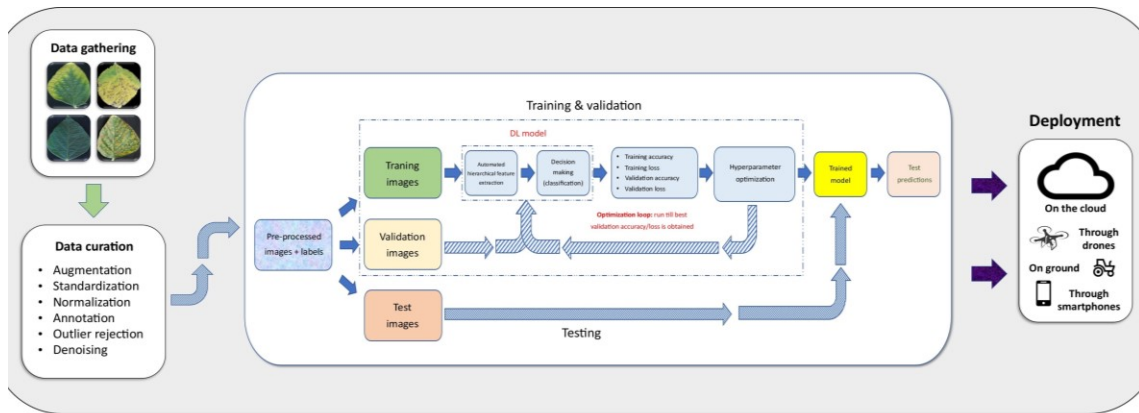 Data gathering
Data curation
• Augmentation
• Standardization
• Normalization
• Annotation
• Outlier rejection
• Denoising
Pre-processed
images + labels
Training & validation
DL model
Traning
images
Automated
hierarchical feature
extraction
Decision
making
(classification)
• Training accuracy
• Training loss
• Validation accuracy
• Validation loss
Hyperparameter
optimization
Trained
model
Test
predictions
Validation
images
Optimization loop: run till best
validation accuracy/loss is obtained
Test
images
Testing
Deployment
On the cloud
Through
drones
On ground
Through
smartphones